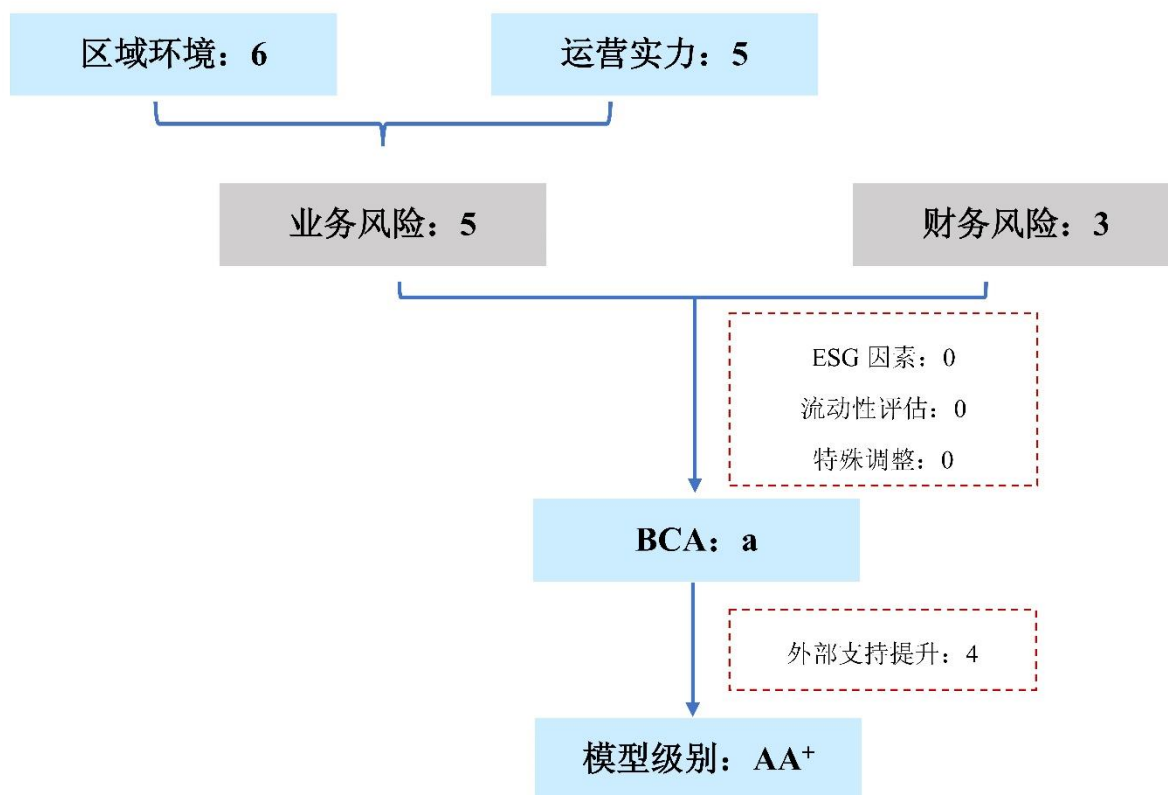 区域环境：6
运营实力：5
业务风险：5
财务风险：3
ESG 因素：0
流动性评估：0
特殊调整：0
BCA：a
外部支持提升：4
模型级别：AA⁺